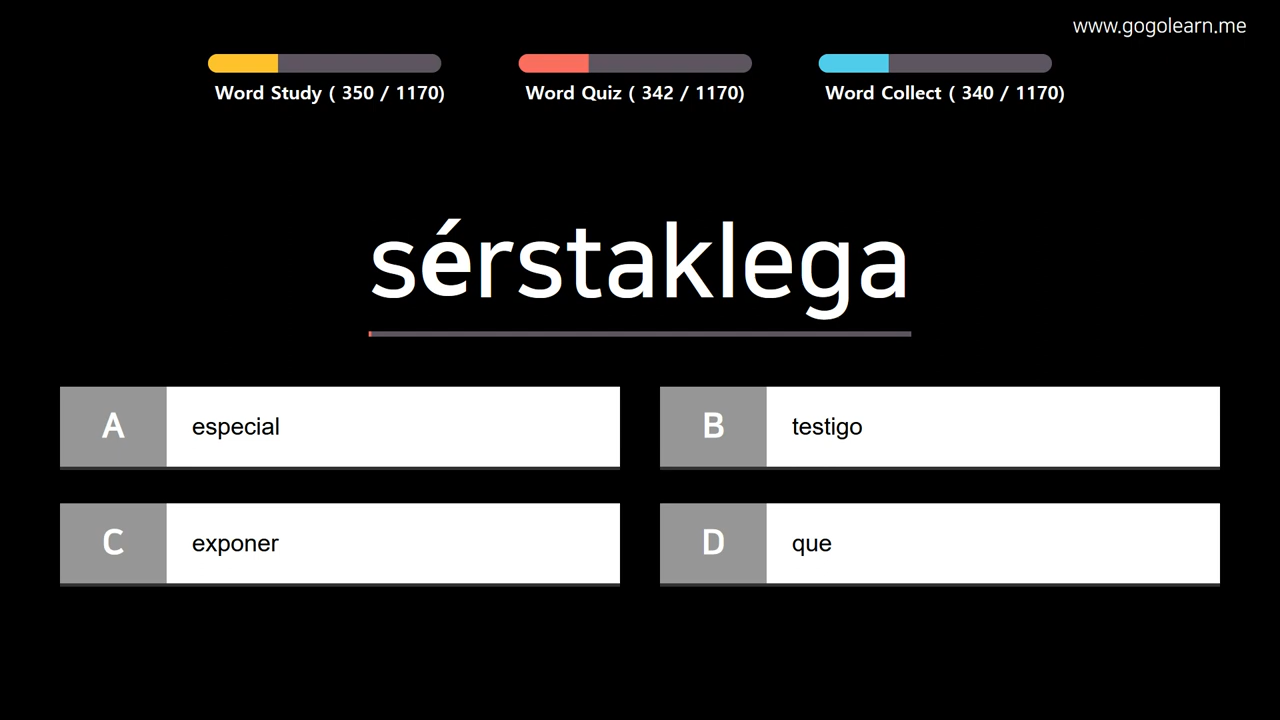 www.gogolearn.me
Word Study ( 350 / 1170)
Word Quiz ( 342 / 1170)
Word Collect ( 340 / 1170)
sérstaklega
A especial
B testigo
C exponer
D que